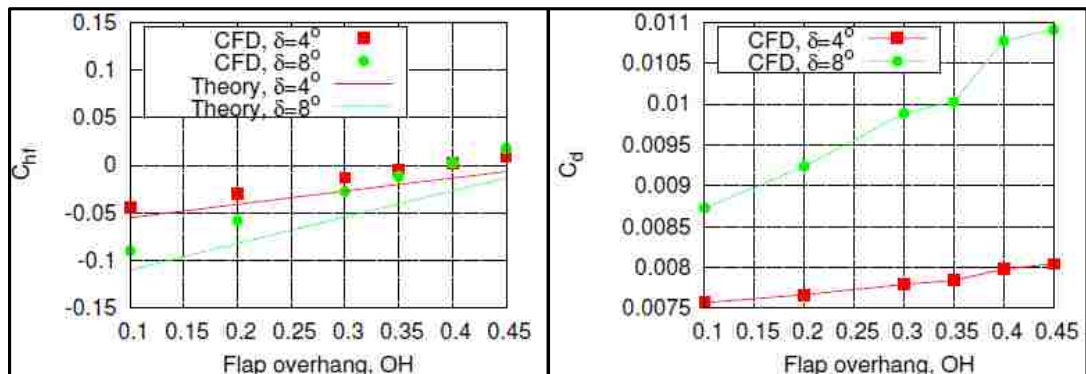 0.15
0.1
0.05
0
-0.05
-0.1
-0.15
C_hf
CFD, δ=4°
CFD, δ=8°
Theory, δ=4°
Theory, δ=8°
0.1 0.15 0.2 0.25 0.3 0.35 0.4 0.45
Flap overhang, OH
0.011
0.0105
0.01
0.0095
0.009
0.0085
0.008
0.0075
C_d
CFD, δ=4°
CFD, δ=8°
0.1 0.15 0.2 0.25 0.3 0.35 0.4 0.45
Flap overhang, OH